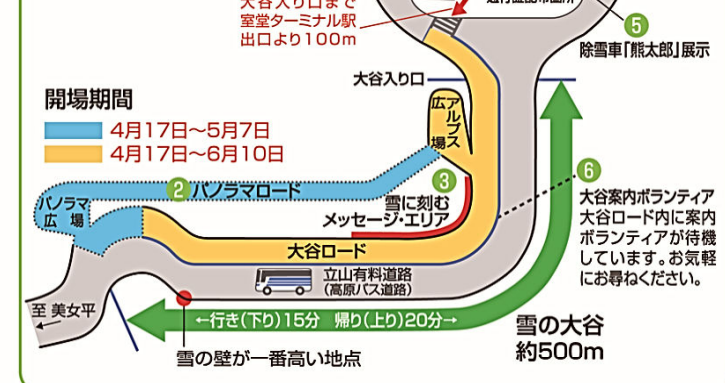 大谷入り口まで
室堂ターミナル駅
出口より100m
5
除雪車「熊太郎」展示
大谷入り口
開場期間
4月17日～5月7日
4月17日～6月10日
アルプス
広場
2 パノラマロード
3
雪に刻む
メッセージ・エリア
パノラマ
広場
大谷ロード
6
大谷案内ボランティア
大谷ロード内に案内
ボランティアが待機
しています。お気軽
にお尋ねください。
立山有料道路
(高原バス道路)
至 美女平
←行き(下り)15分 帰り(上り)20分→
雪の大谷
約500m
雪の壁が一番高い地点